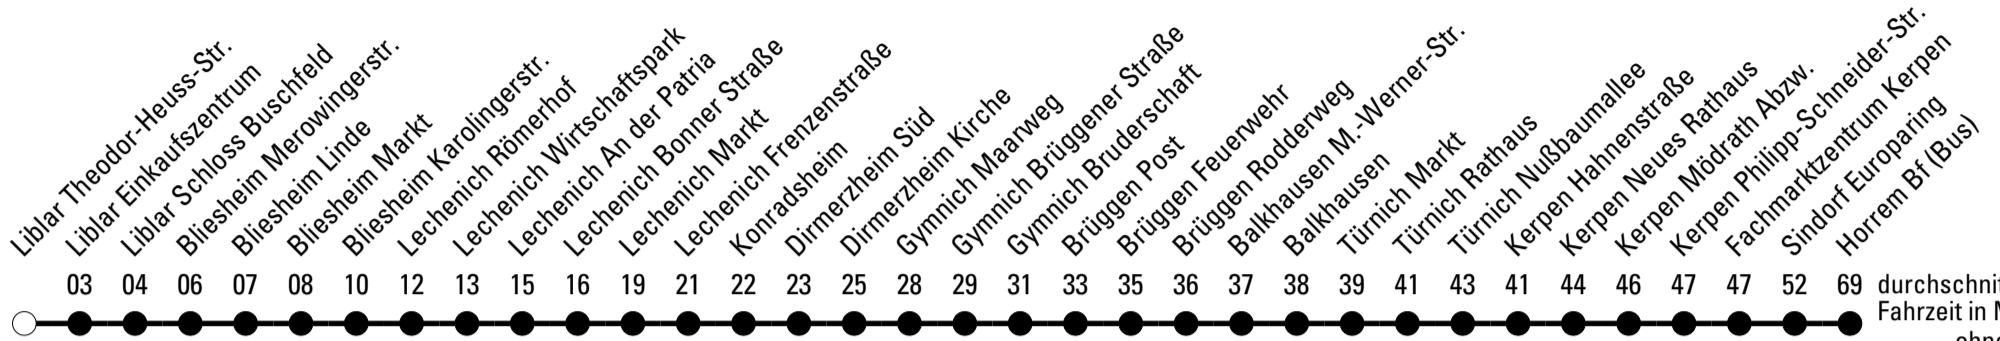 Liblar Theodor-Heuss-Str.
Liblar Einkaufszentrum
Liblar Schloss Buschfeld
Bliesheim Merowingerstr.
Bliesheim Linde
Bliesheim Markt
Bliesheim Karolingerstr.
Lechenich Römerhof
Lechenich Wirtschaftspark
Lechenich An der Patria
Lechenich Bonner Straße
Lechenich Markt
Lechenich Frenzenstraße
Konradsheim
Dirmerzheim Süd
Dirmerzheim Kirche
Gymnich Maarweg
Gymnich Brüggener Straße
Gymnich Bruderschaft
Brüggen Post
Brüggen Feuerwehr
Brüggen Rodderweg
Balkhausen M.-Werner-Str.
Balkhausen
Türnich Markt
Türnich Rathaus
Türnich Nußbaumallee
Kerpen Hahnenstraße
Kerpen Neues Rathaus
Kerpen Mödrath Abzw.
Kerpen Philipp-Schneider-Str.
Fachmarktzentrum Kerpen
Sindorf Europaring
Horrem Bf (Bus)
03 04 06 07 08 10 12 13 15 16 19 21 22 23 25 28 29 31 33 35 36 37 38 39 41 43 41 44 46 47 47 52 69 durchschnit
Fahrzeit in